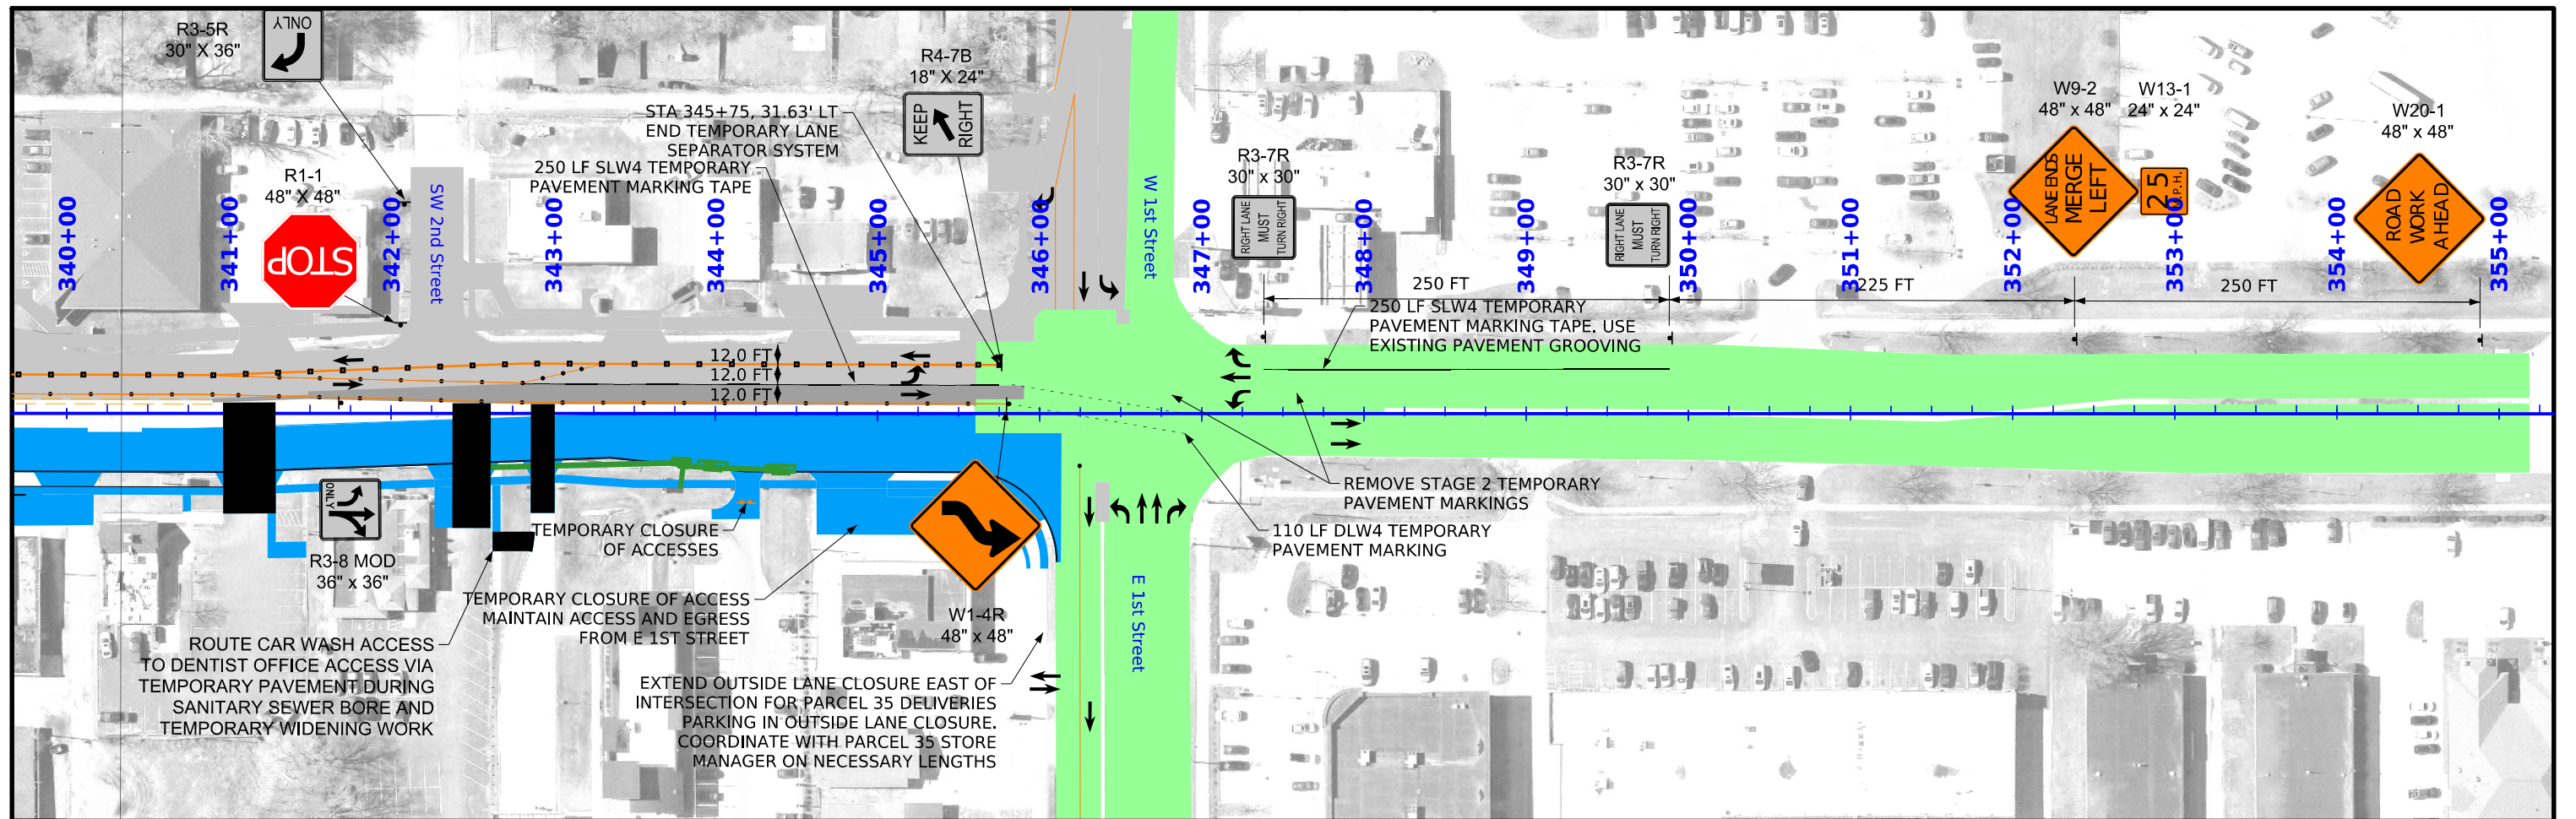 R3-5R
30" X 36"
ONLY
R1-1
48" X 48"
STOP
SW 2nd Street
STA 345+75, 31.63' LT
END TEMPORARY LANE
SEPARATOR SYSTEM
250 LF SLW4 TEMPORARY
PAVEMENT MARKING TAPE
R4-7B
18" X 24"
KEEP
RIGHT
W 1st Street
R3-7R
30" x 30"
RIGHT LANE
MUST
TURN RIGHT
R3-7R
30" x 30"
RIGHT LANE
MUST
TURN RIGHT
W9-2
48" x 48"
LANE ENDS
MERGE
LEFT
W13-1
24" x 24"
25
M.P.H.
W20-1
48" x 48"
ROAD
WORK
AHEAD
340+00
341+00
342+00
343+00
344+00
345+00
346+00
347+00
348+00
349+00
350+00
351+00
352+00
353+00
354+00
355+00
250 FT
225 FT
250 FT
250 LF SLW4 TEMPORARY
PAVEMENT MARKING TAPE. USE
EXISTING PAVEMENT GROOVING
12.0 FT
12.0 FT
12.0 FT
REMOVE STAGE 2 TEMPORARY
PAVEMENT MARKINGS
110 LF DLW4 TEMPORARY
PAVEMENT MARKING
ONLY
R3-8 MOD
36" x 36"
TEMPORARY CLOSURE
OF ACCESSES
TEMPORARY CLOSURE OF ACCESS
MAINTAIN ACCESS AND EGRESS
FROM E 1ST STREET
W1-4R
48" x 48"
E 1st Street
ROUTE CAR WASH ACCESS
TO DENTIST OFFICE ACCESS VIA
TEMPORARY PAVEMENT DURING
SANITARY SEWER BORE AND
TEMPORARY WIDENING WORK
EXTEND OUTSIDE LANE CLOSURE EAST OF
INTERSECTION FOR PARCEL 35 DELIVERIES
PARKING IN OUTSIDE LANE CLOSURE.
COORDINATE WITH PARCEL 35 STORE
MANAGER ON NECESSARY LENGTHS